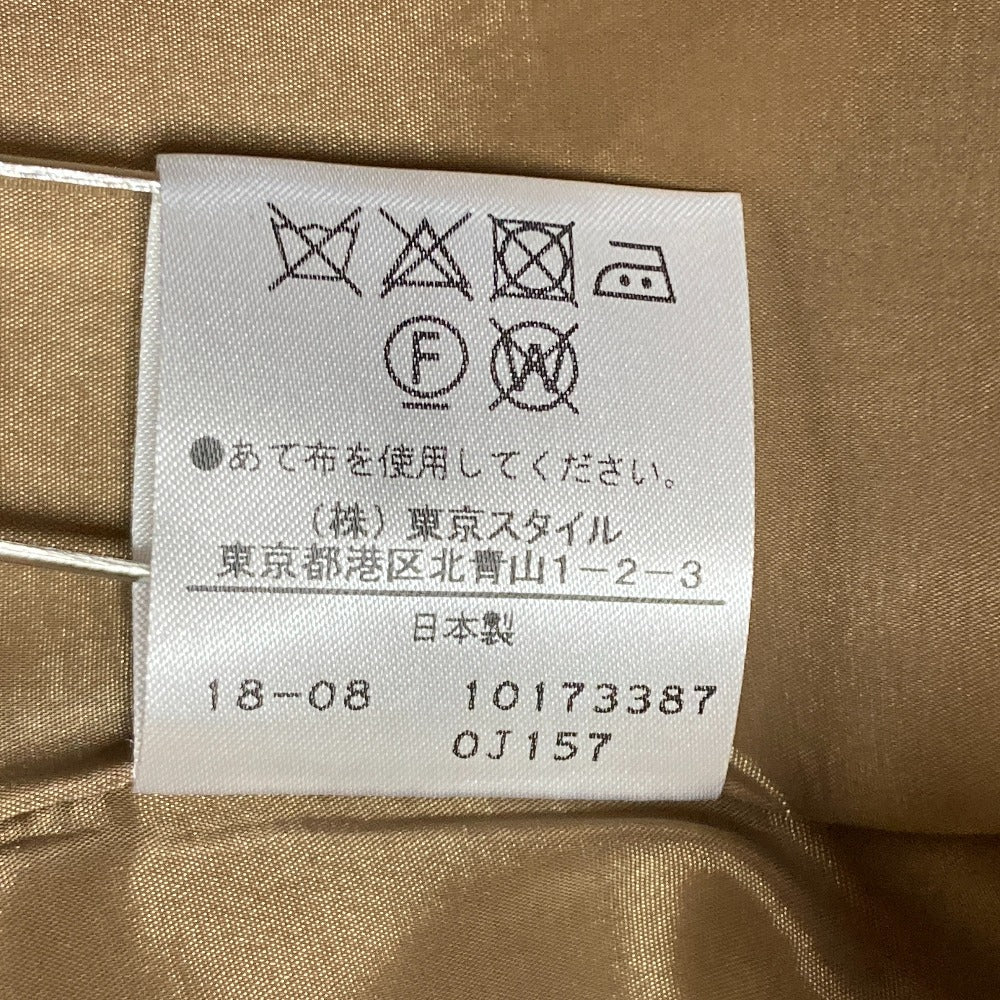 F W
●あて布を使用してください。
(株) 東京スタイル
東京都港区北青山1-2-3
日本製
18-08 10173387
0J157